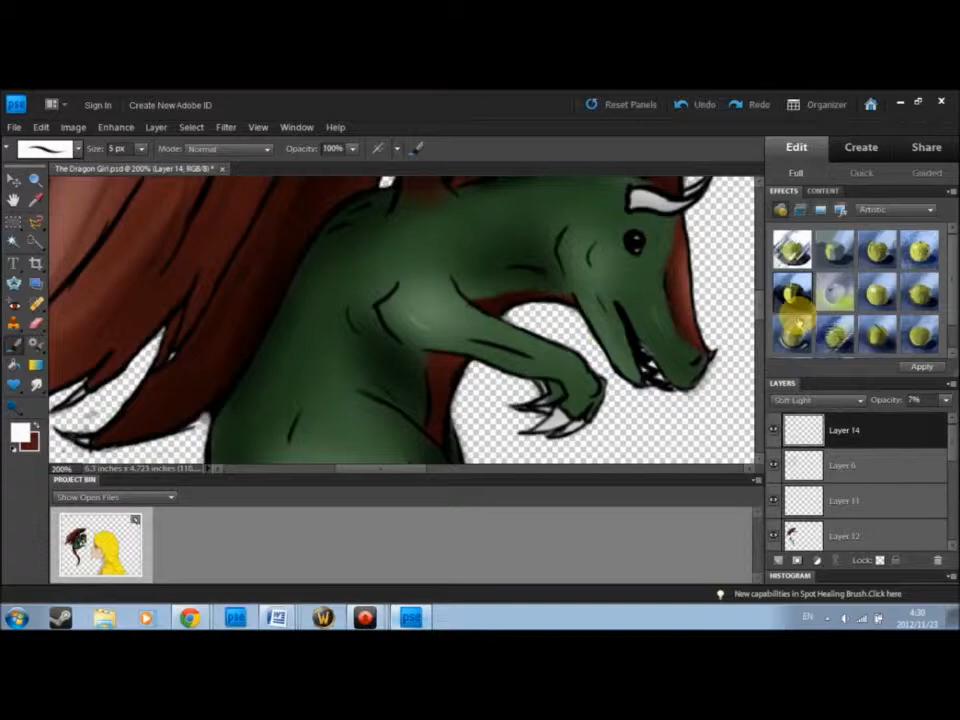 pse Sign In Create New Adobe ID Reset Panels Undo Redo Organizer
File Edit Image Enhance Layer Select Filter View Window Help
Size: 5 px Mode: Normal Opacity: 100% Edit Create Share
The Dragon Girl.psd @ 200% (Layer 14, RGB/8) * x Full Quick Guided
EFFECTS CONTENT
Artistic
Apply
LAYERS
Soft Light Opacity: 7%
Layer 14
Layer 6
200% 6.3 inches x 4.723 inches
PROJECT BIN
Show Open Files
Layer 11
Layer 12
Lock:
HISTOGRAM
New capabilities in Spot Healing Brush.Click here
pse W pse EN 4:30
2012/11/23